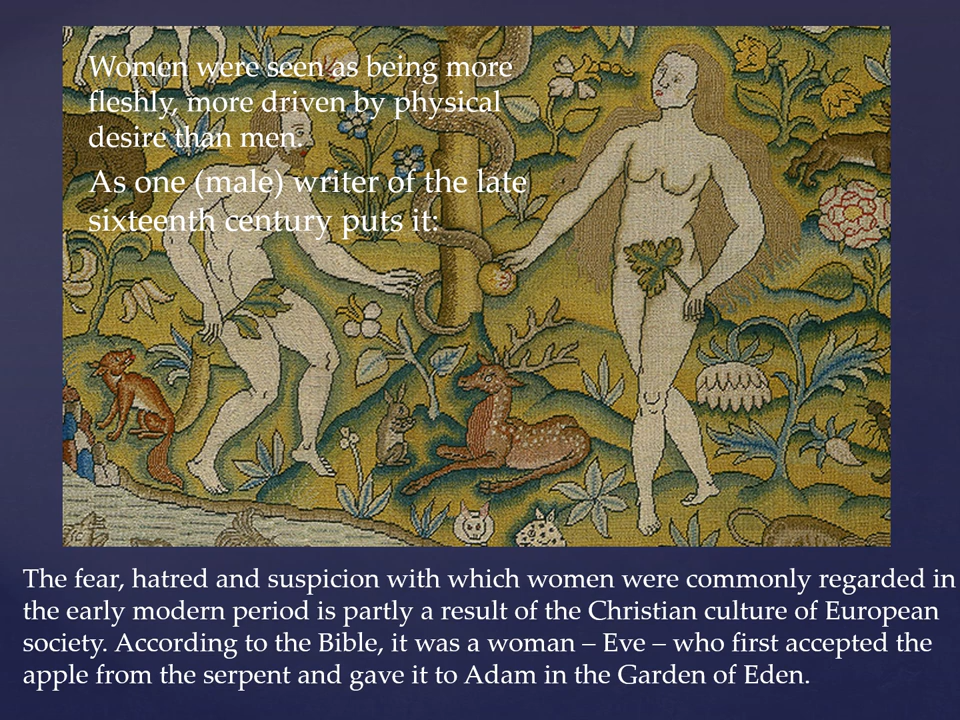 Women were seen as being more
fleshly, more driven by physical
desire than men.
As one (male) writer of the late
sixteenth century puts it:
The fear, hatred and suspicion with which women were commonly regarded in
the early modern period is partly a result of the Christian culture of European
society. According to the Bible, it was a woman – Eve – who first accepted the
apple from the serpent and gave it to Adam in the Garden of Eden.